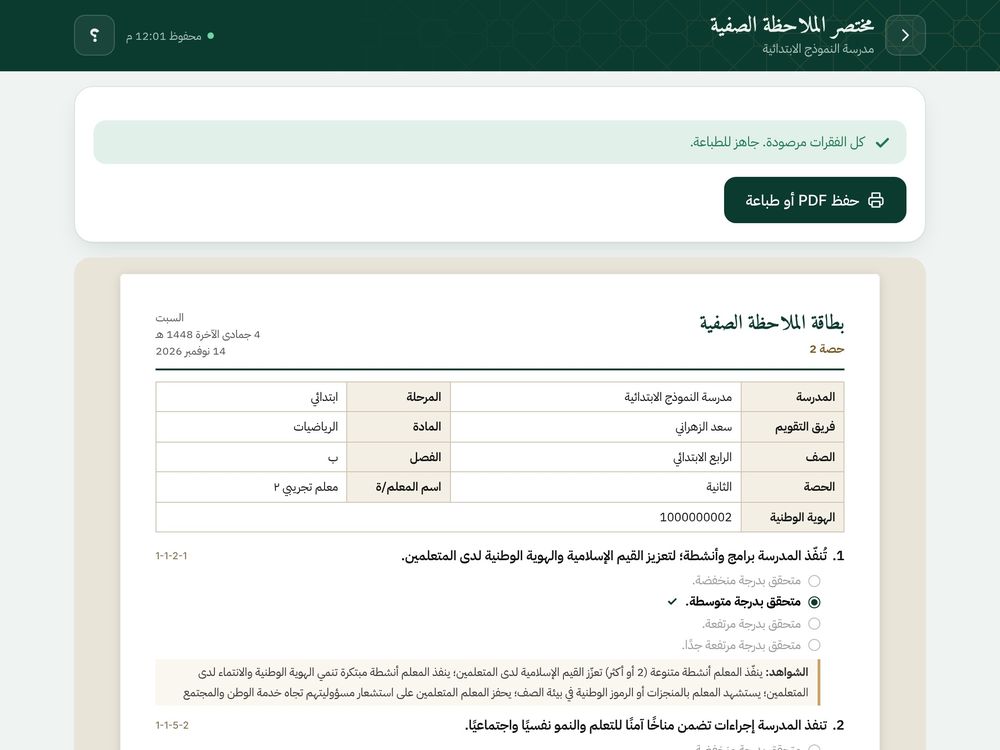 مختصر الملاحظة الصفية
مدرسة النموذج الابتدائية
محفوظ 12:01 م
؟
كل الفقرات مرصودة. جاهز للطباعة.
حفظ PDF أو طباعة
بطاقة الملاحظة الصفية
حصة 2
السبت
4 جمادى الآخرة 1448 هـ
14 نوفمبر 2026
المدرسة مدرسة النموذج الابتدائية المرحلة ابتدائي
فريق التقويم سعد الزهراني المادة الرياضيات
الصف الرابع الابتدائي الفصل ب
الحصة الثانية اسم المعلم/ة معلم تجريبي ٢
الهوية الوطنية 1000000002
1. تُنفّذ المدرسة برامج وأنشطة؛ لتعزيز القيم الإسلامية والهوية الوطنية لدى المتعلمين. 1-1-2-1
متحقق بدرجة منخفضة.
متحقق بدرجة متوسطة. ✓
متحقق بدرجة مرتفعة.
متحقق بدرجة مرتفعة جدًا.
الشواهد: ينفّذ المعلم أنشطة متنوعة (2 أو أكثر) تعزّز القيم الإسلامية لدى المتعلمين؛ ينفذ المعلم أنشطة مبتكرة تنمي الهوية الوطنية والانتماء لدى
المتعلمين؛ يستشهد المعلم بالمنجزات أو الرموز الوطنية في بيئة الصف؛ يحفز المعلم المتعلمين على استشعار مسؤوليتهم تجاه خدمة الوطن والمجتمع
2. تنفذ المدرسة إجراءات تضمن مناخًا آمنًا للتعلم والنمو نفسيًا واجتماعيًا. 1-1-5-2